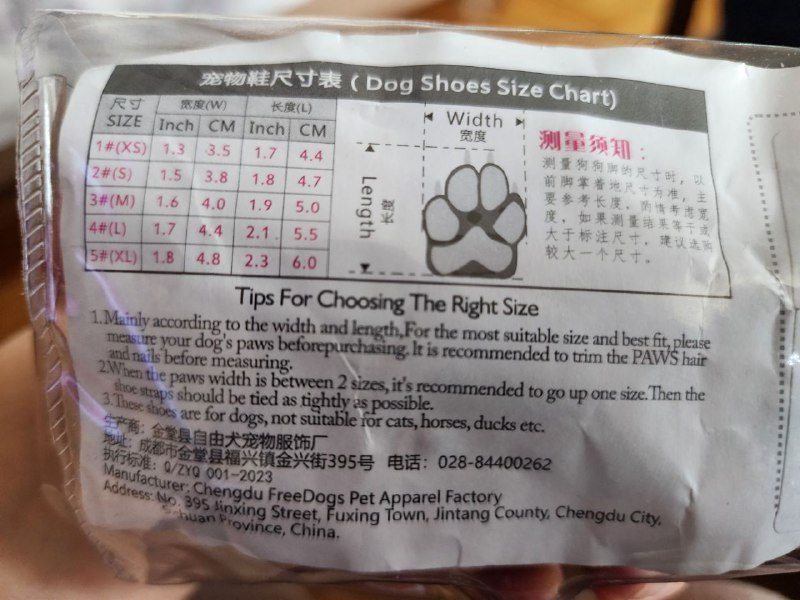 宠物鞋尺寸表 ( Dog Shoes Size Chart)
尺寸 宽度(W) 长度(L)
SIZE Inch CM Inch CM
1#(XS) 1.3 3.5 1.7 4.4
2#(S) 1.5 3.8 1.8 4.7
3#(M) 1.6 4.0 1.9 5.0
4#(L) 1.7 4.4 2.1 5.5
5#(XL) 1.8 4.8 2.3 6.0
Width
宽度
Length
长度
测量须知：
测量狗狗脚的尺寸时，以
前脚掌着地尺寸为准，主
要参考长度，酌情考虑宽
度，如果测量结果等于或
大于标注尺寸，建议选购
较大一个尺寸。
Tips For Choosing The Right Size
1.Mainly according to the width and length,For the most suitable size and best fit, please
measure your dog's paws beforepurchasing. It is recommended to trim the PAWS hair
and nails before measuring.
2.When the paws width is between 2 sizes, it's recommended to go up one size.Then the
shoe straps should be tied as tightly as possible.
3.These shoes are for dogs, not suitable for cats, horses, ducks etc.
生产商：金堂县自由犬宠物服饰厂
地址：成都市金堂县福兴镇金兴街395号 电话：028-84400262
执行标准：Q/ZYQ 001-2023
Manufacturer: Chengdu FreeDogs Pet Apparel Factory
Address: No. 395 Jinxing Street, Fuxing Town, Jintang County, Chengdu City,
Sichuan Province, China.